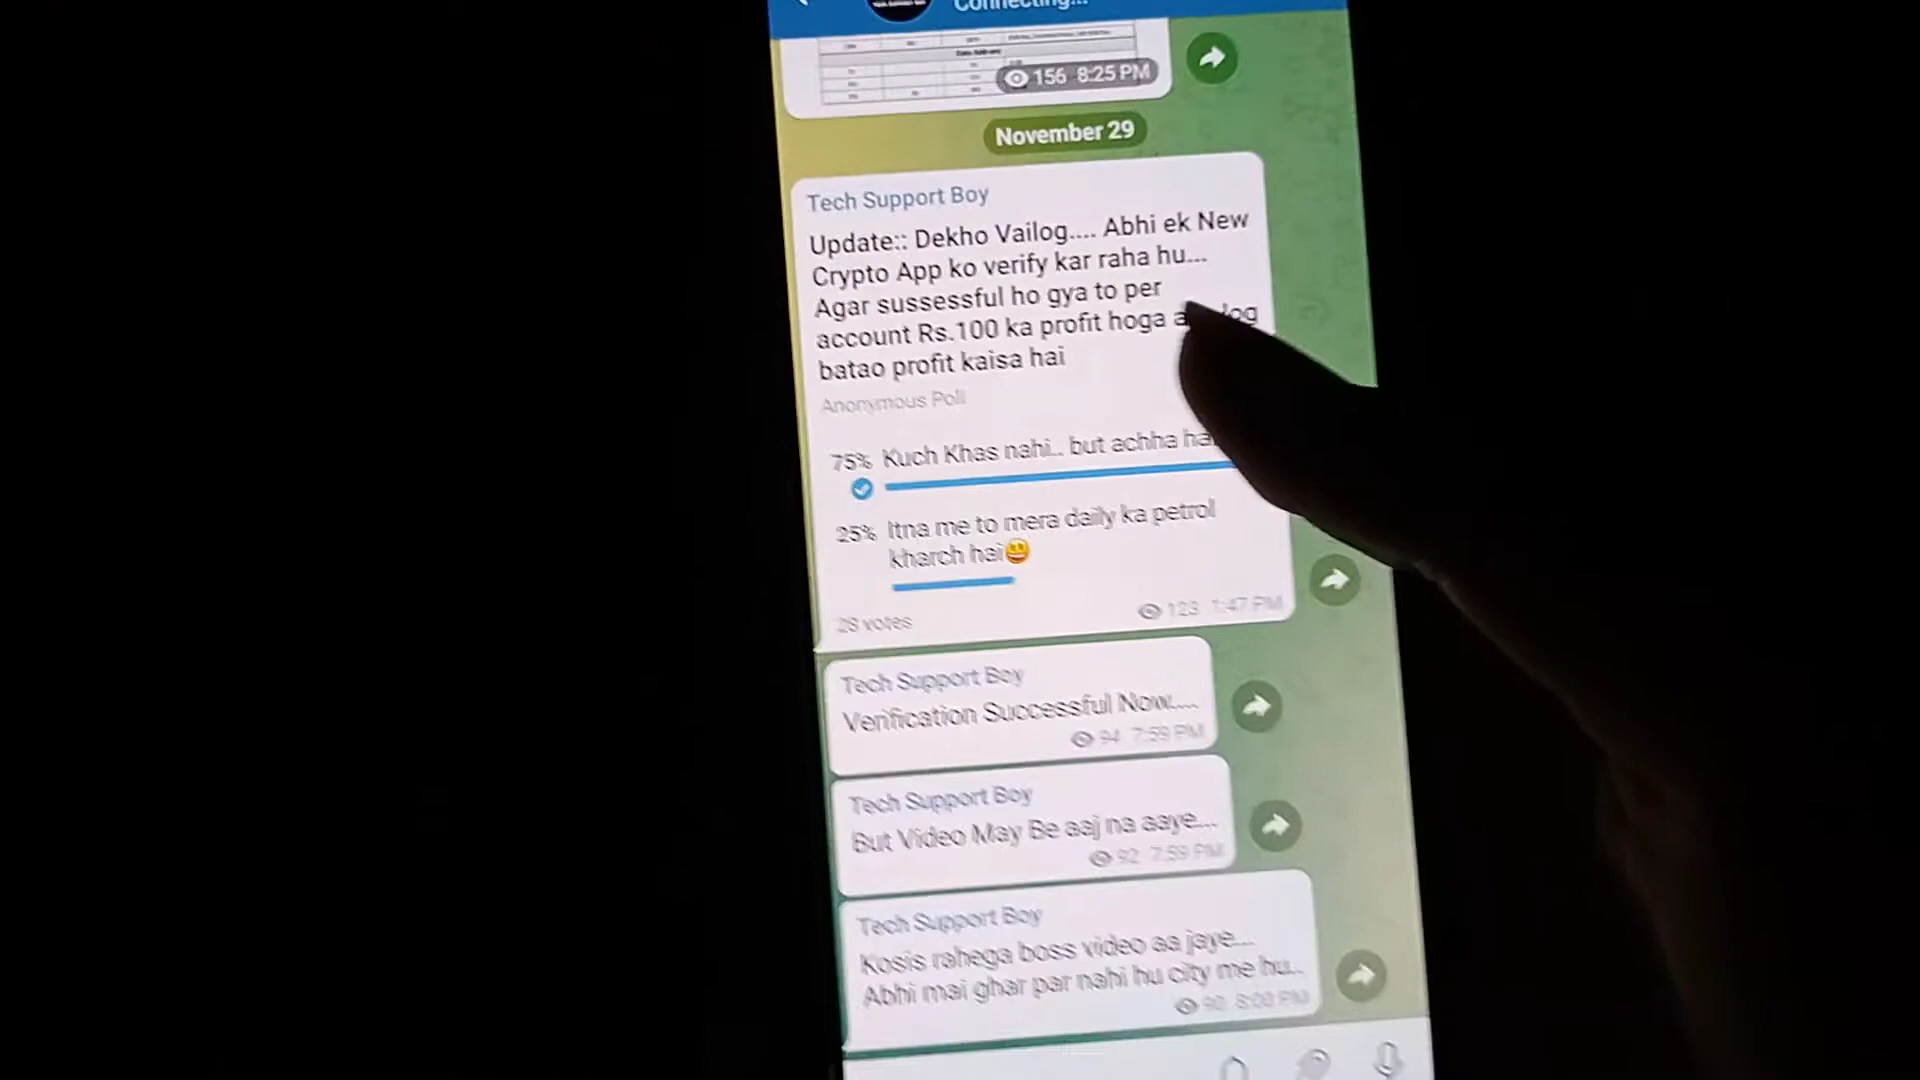 Connecting...
156 8:25 PM
November 29
Tech Support Boy
Update:: Dekho Vailog.... Abhi ek New
Crypto App ko verify kar raha hu...
Agar sussessful ho gya to per
account Rs.100 ka profit hoga
batao profit kaisa hai
Anonymous Poll
75% Kuch Khas nahi.. but achha
25% Itna me to mera daily ka petrol
kharch hai😃
28 votes
123 1:47 PM
Tech Support Boy
Verification Successful Now....
94 7:59 PM
Tech Support Boy
But Video May Be aaj na aaye...
92 7:59 PM
Tech Support Boy
Kosis rahega boss video aa jaye...
Abhi mai ghar par nahi hu city me hu..
90 8:00 PM